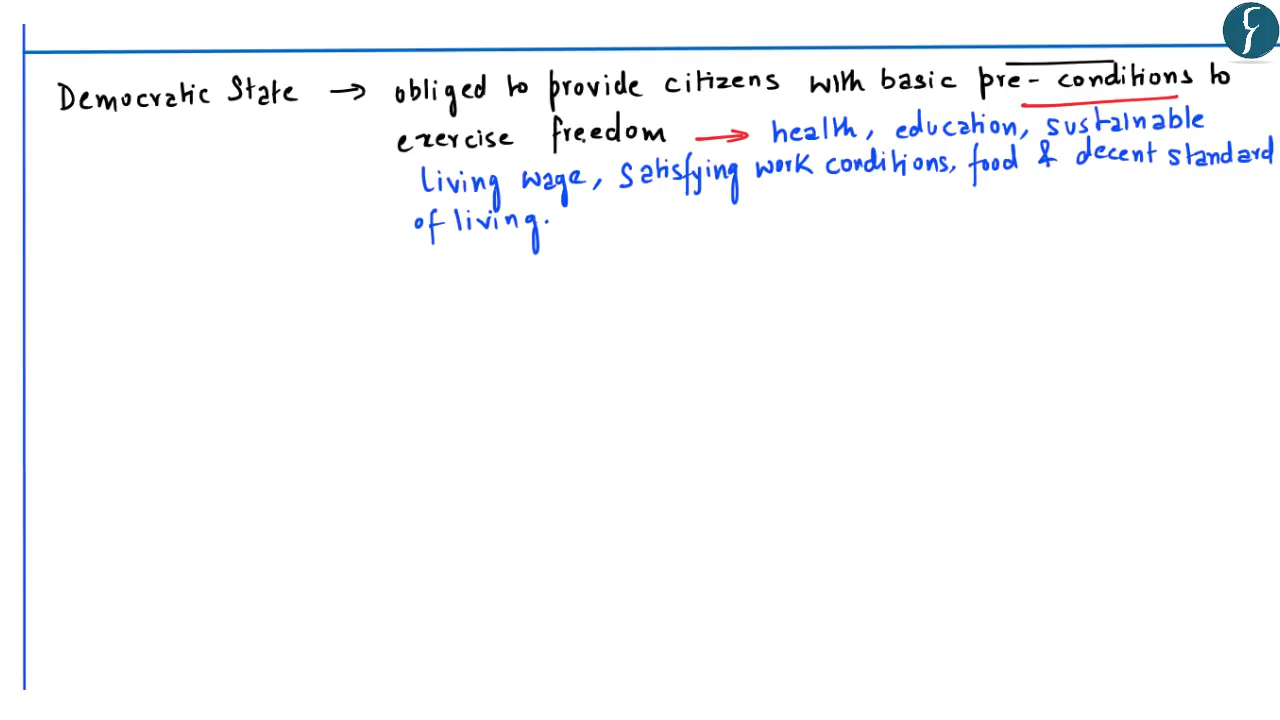 Democratic State → obliged to provide citizens with basic pre-conditions to
exercise freedom → health, education, sustainable
living wage, satisfying work conditions, food & decent standard
of living.